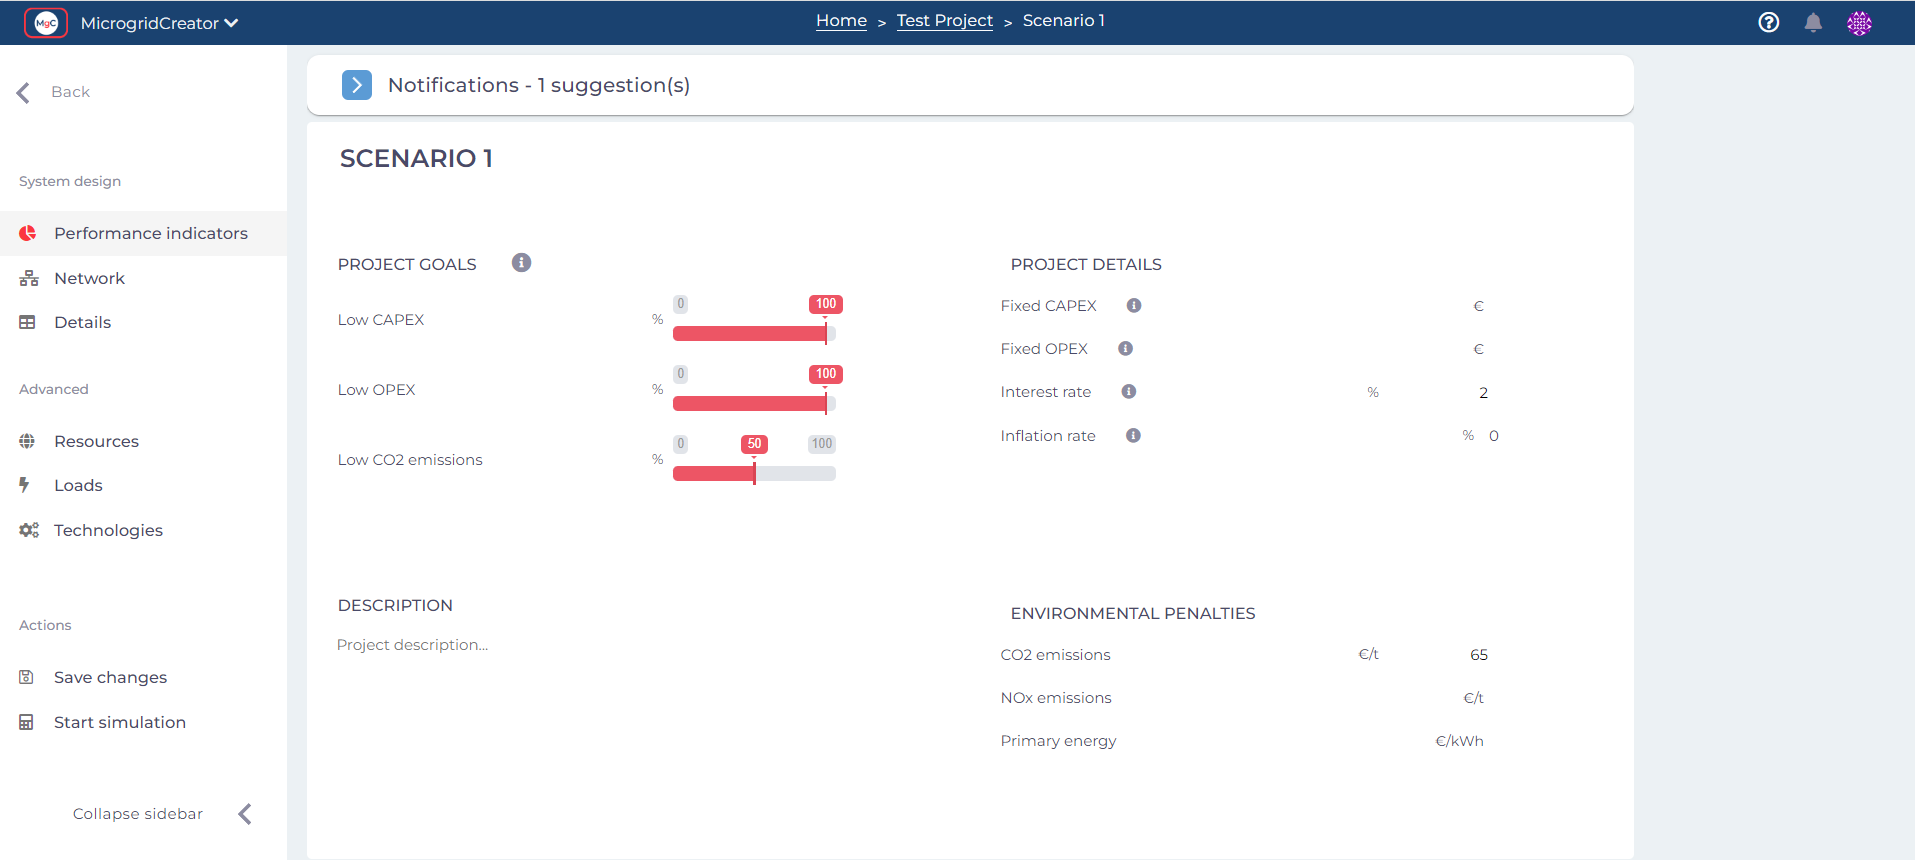 MgC MicrogridCreator
Home > Test Project > Scenario 1
Back
System design
Performance indicators
Network
Details
Advanced
Resources
Loads
Technologies
Actions
Save changes
Start simulation
Collapse sidebar
Notifications - 1 suggestion(s)
SCENARIO 1
PROJECT GOALS
Low CAPEX % 0 100
Low OPEX % 0 100
Low CO2 emissions % 0 50 100
PROJECT DETAILS
Fixed CAPEX €
Fixed OPEX €
Interest rate % 2
Inflation rate % 0
DESCRIPTION
Project description...
ENVIRONMENTAL PENALTIES
CO2 emissions €/t 65
NOx emissions €/t
Primary energy €/kWh